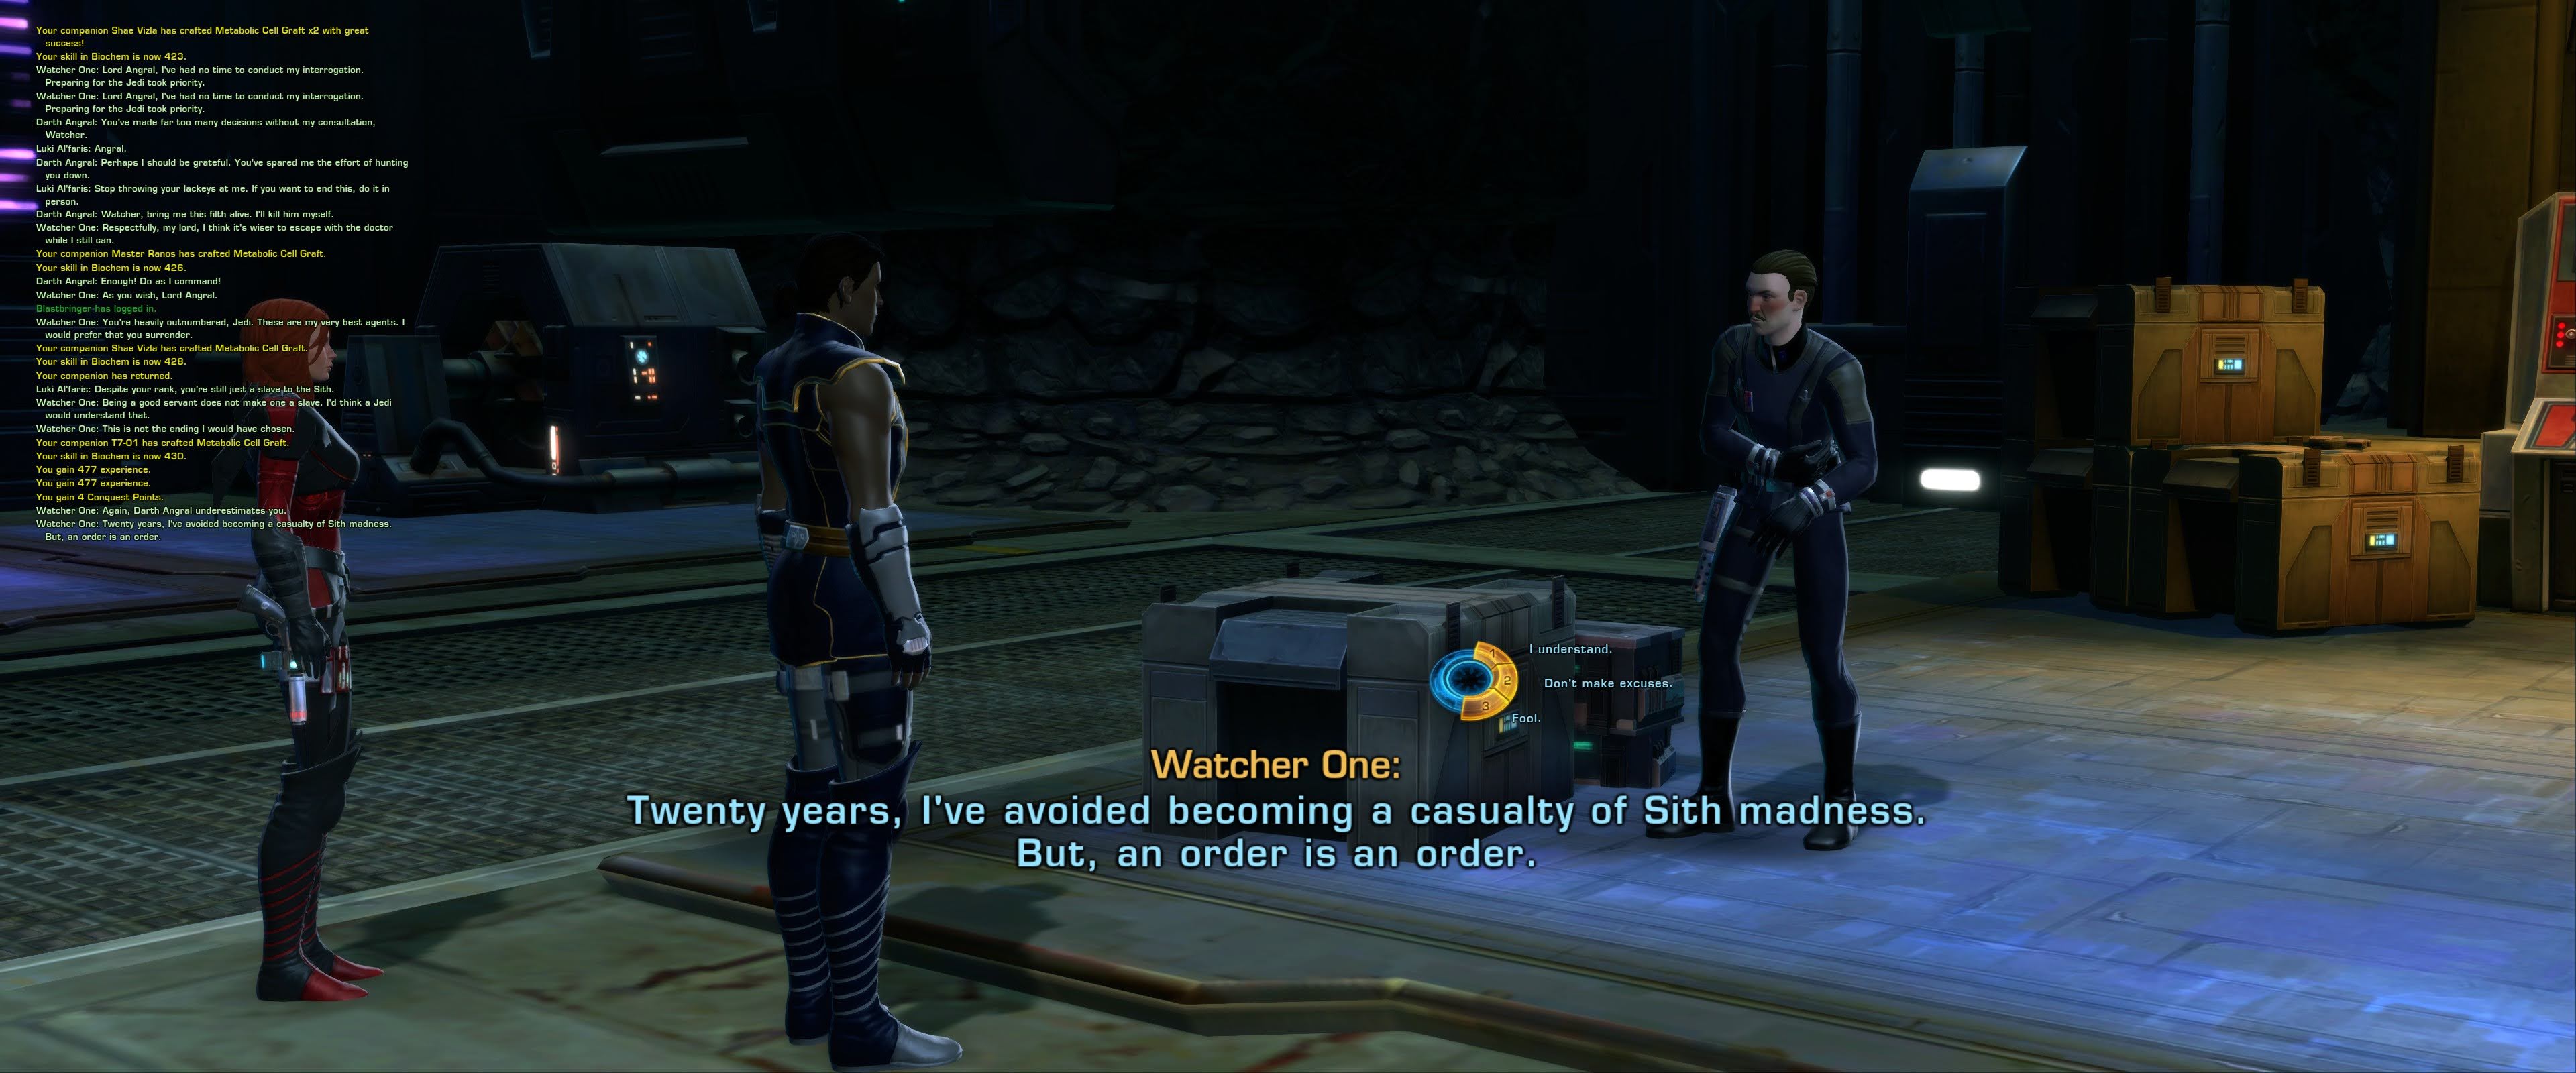 Your companion Shae Vizla has crafted Metabolic Cell Graft x2 with great
success!
Your skill in Biochem is now 423.
Watcher One: Lord Angral, I've had no time to conduct my interrogation.
Preparing for the Jedi took priority.
Watcher One: Lord Angral, I've had no time to conduct my interrogation.
Preparing for the Jedi took priority.
Darth Angral: You've made far too many decisions without my consultation,
Watcher.
Luki Al'faris: Angral.
Darth Angral: Perhaps I should be grateful. You've spared me the effort of hunting
you down.
Luki Al'faris: Stop throwing your lackeys at me. If you want to end this, do it in
person.
Darth Angral: Watcher, bring me this filth alive. I'll kill him myself.
Watcher One: Respectfully, my lord, I think it's wiser to escape with the doctor
while I still can.
Your companion Master Ranos has crafted Metabolic Cell Graft.
Your skill in Biochem is now 426.
Darth Angral: Enough! Do as I command!
Watcher One: As you wish, Lord Angral.
Blastbringer has logged in.
Watcher One: You're heavily outnumbered, Jedi. These are my very best agents. I
would prefer that you surrender.
Your companion Shae Vizla has crafted Metabolic Cell Graft.
Your skill in Biochem is now 428.
Your companion has returned.
Luki Al'faris: Despite your rank, you're still just a slave to the Sith.
Watcher One: Being a good servant does not make one a slave. I'd think a Jedi
would understand that.
Watcher One: This is not the ending I would have chosen.
Your companion T7-01 has crafted Metabolic Cell Graft.
Your skill in Biochem is now 430.
You gain 477 experience.
You gain 477 experience.
You gain 4 Conquest Points.
Watcher One: Again, Darth Angral underestimates you.
Watcher One: Twenty years, I've avoided becoming a casualty of Sith madness.
But, an order is an order.
1 I understand.
2 Don't make excuses.
3 Fool.
Watcher One:
Twenty years, I've avoided becoming a casualty of Sith madness.
But, an order is an order.